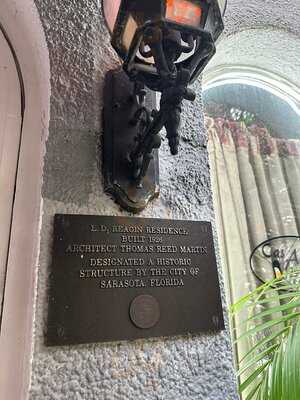 L. D. REAGIN RESIDENCE
BUILT 1926
ARCHITECT THOMAS REED MARTIN
DESIGNATED A HISTORIC
STRUCTURE BY THE CITY OF
SARASOTA, FLORIDA